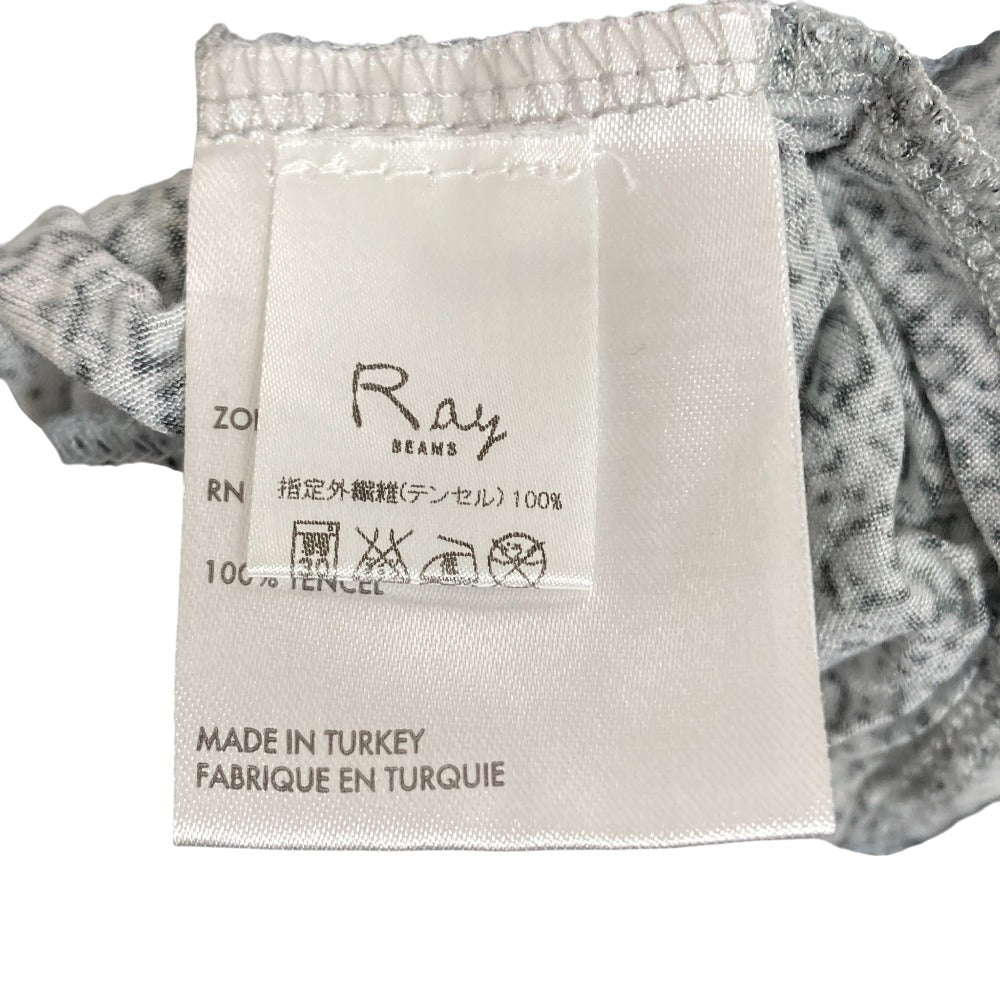 Ray
BEAMS
ZO
RN
指定外繊維(テンセル)100%
30
100% TENCEL
MADE IN TURKEY
FABRIQUE EN TURQUIE